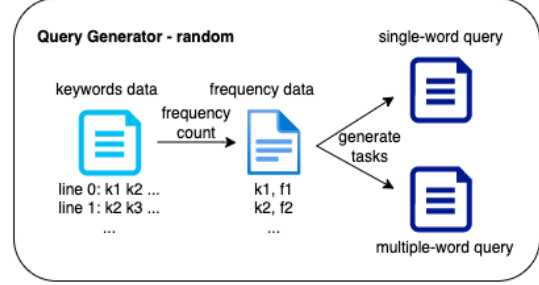 Query Generator - random
single-word query
keywords data
frequency data
frequency
count
generate
tasks
line 0: k1 k2 ...
line 1: k2 k3 ...
...
k1, f1
k2, f2
...
multiple-word query